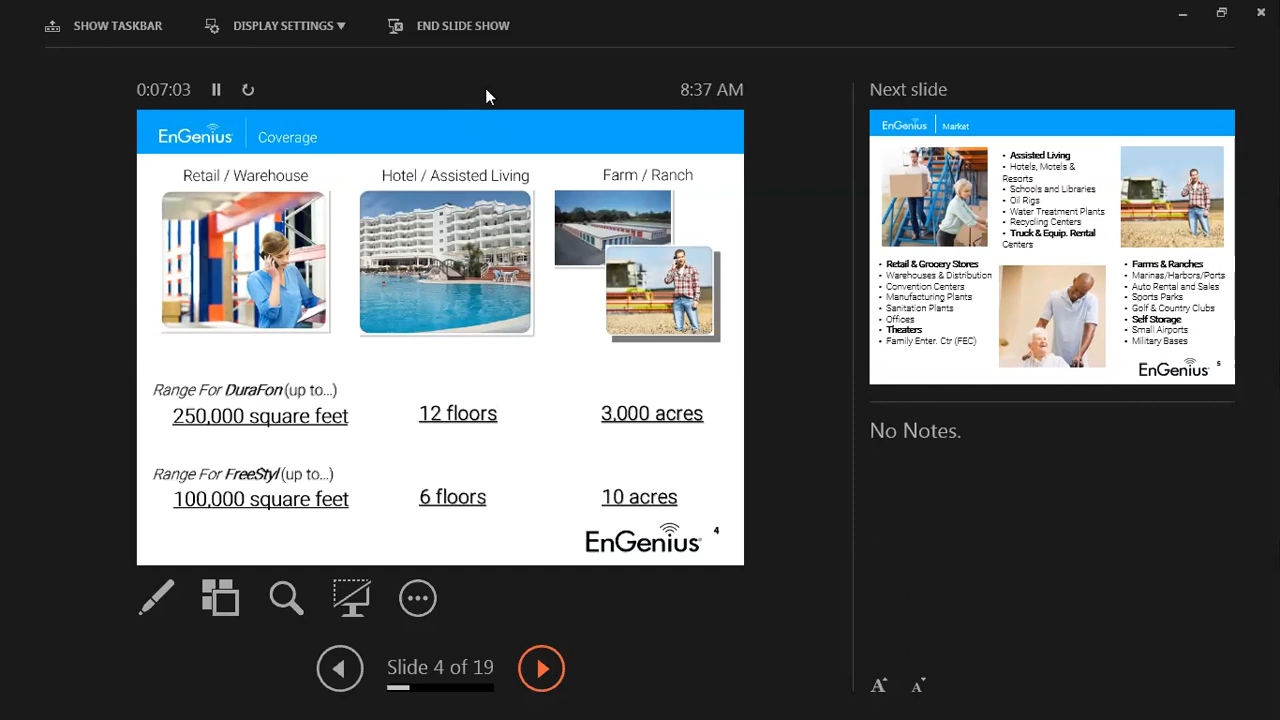 SHOW TASKBAR
DISPLAY SETTINGS ▼
END SLIDE SHOW
0:07:03
8:37 AM
EnGenius
Coverage
Retail / Warehouse
Hotel / Assisted Living
Farm / Ranch
Range For DuraFon (up to...)
250,000 square feet
12 floors
3,000 acres
Range For FreeStyl (up to...)
100,000 square feet
6 floors
10 acres
EnGenius
4
Slide 4 of 19
Next slide
EnGenius
Market
• Assisted Living
• Hotels, Motels &
Resorts
• Schools and Libraries
• Oil Rigs
• Water Treatment Plants
• Recycling Centers
• Truck & Equip. Rental
Centers
• Retail & Grocery Stores
• Warehouses & Distribution
• Convention Centers
• Manufacturing Plants
• Sanitation Plants
• Offices
• Theaters
• Family Enter. Ctr (FEC)
• Farms & Ranches
• Marinas/Harbors/Ports
• Auto Rental and Sales
• Sports Parks
• Golf & Country Clubs
• Self Storage
• Small Airports
• Military Bases
EnGenius
5
No Notes.
A A